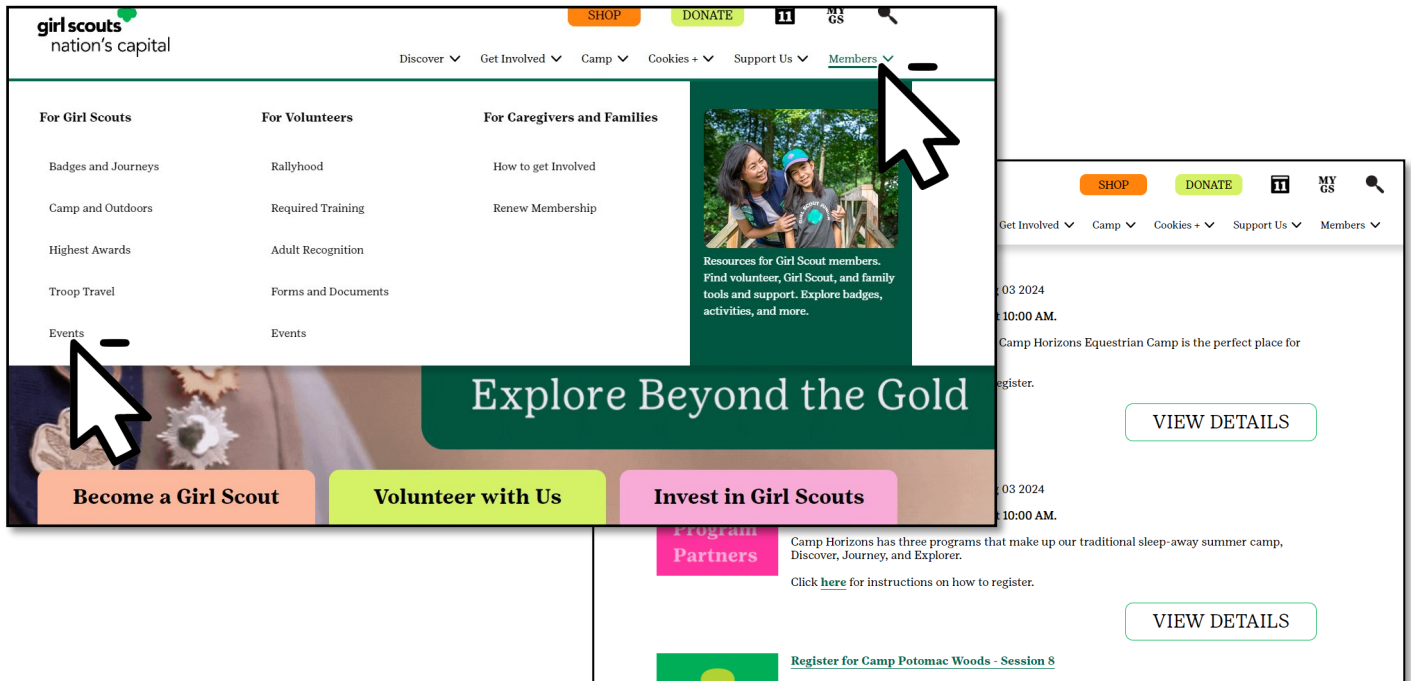 girl scouts
nation's capital
SHOP DONATE 11 MY GS
Discover Get Involved Camp Cookies + Support Us Members
For Girl Scouts
Badges and Journeys
Camp and Outdoors
Highest Awards
Troop Travel
Events
For Volunteers
Rallyhood
Required Training
Adult Recognition
Forms and Documents
Events
For Caregivers and Families
How to get Involved
Renew Membership
Resources for Girl Scout members.
Find volunteer, Girl Scout, and family
tools and support. Explore badges,
activities, and more.
Explore Beyond the Gold
Become a Girl Scout
Volunteer with Us
Invest in Girl Scouts
SHOP DONATE 11 MY GS
Get Involved Camp Cookies + Support Us Members
03 2024
10:00 AM.
Camp Horizons Equestrian Camp is the perfect place for
VIEW DETAILS
03 2024
10:00 AM.
Program
Partners
Camp Horizons has three programs that make up our traditional sleep-away summer camp,
Discover, Journey, and Explorer.
Click here for instructions on how to register.
VIEW DETAILS
Register for Camp Potomac Woods - Session 8